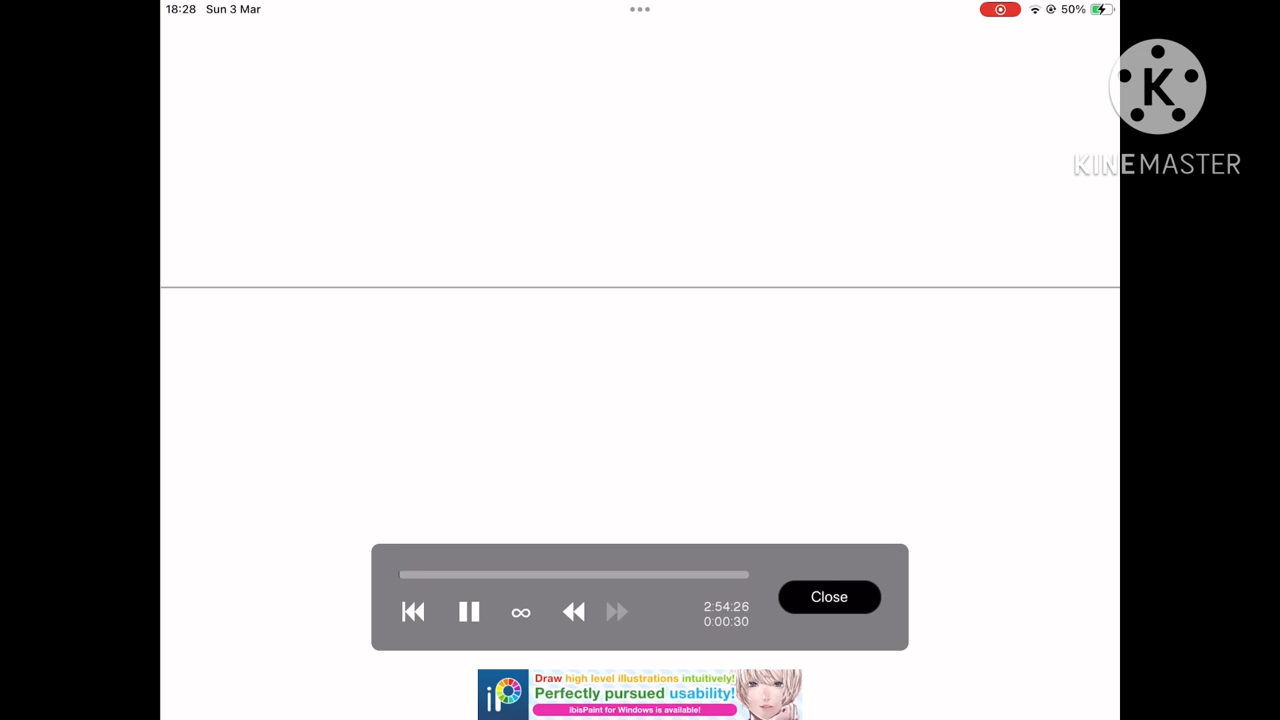 18:28 Sun 3 Mar
50%
K
KINEMASTER
2:54:26
0:00:30
Close
Draw high level illustrations intuitively!
Perfectly pursued usability!
ibisPaint for Windows is available!